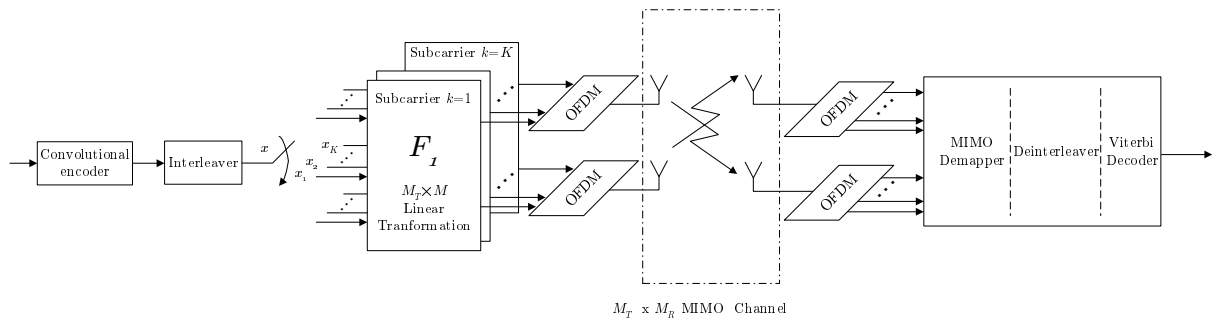 Convolutional
encoder
Interleaver
x
x_1
x_2
x_K
Subcarrier k=K
Subcarrier k=1
F_1
M_T×M
Linear
Tranformation
OFDM
OFDM
OFDM
OFDM
MIMO
Demapper
Deinterleaver
Viterbi
Decoder
M_T x M_R MIMO Channel